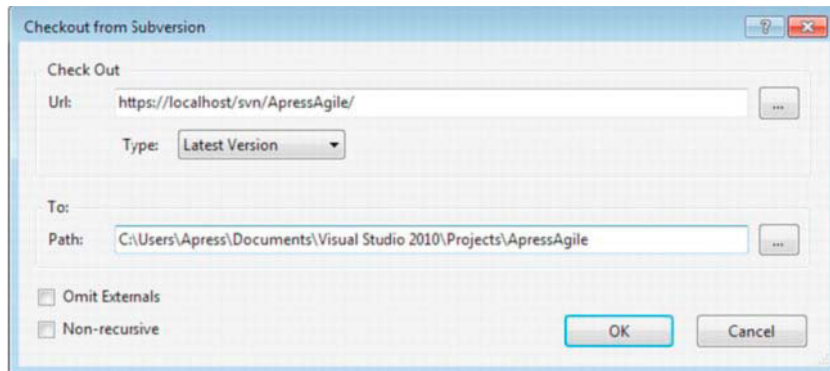 Checkout from Subversion
Check Out
Url: https://localhost/svn/ApressAgile/ ...
Type: Latest Version
To:
Path: C:\Users\Apress\Documents\Visual Studio 2010\Projects\ApressAgile ...
Omit Externals
Non-recursive
OK Cancel